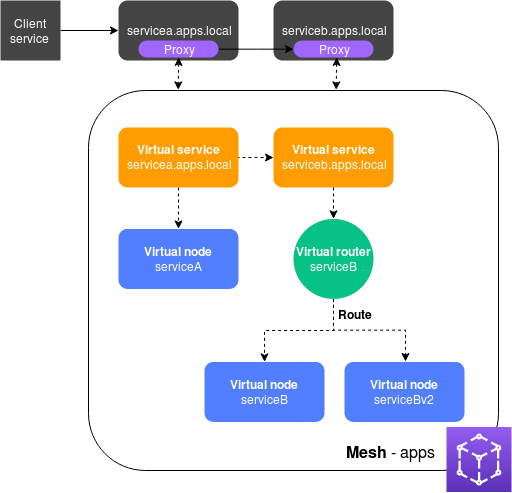 Client
service
servicea.apps.local
Proxy
serviceb.apps.local
Proxy
Virtual service
servicea.apps.local
Virtual service
serviceb.apps.local
Virtual node
serviceA
Virtual router
serviceB
Route
Virtual node
serviceB
Virtual node
serviceBv2
Mesh - apps